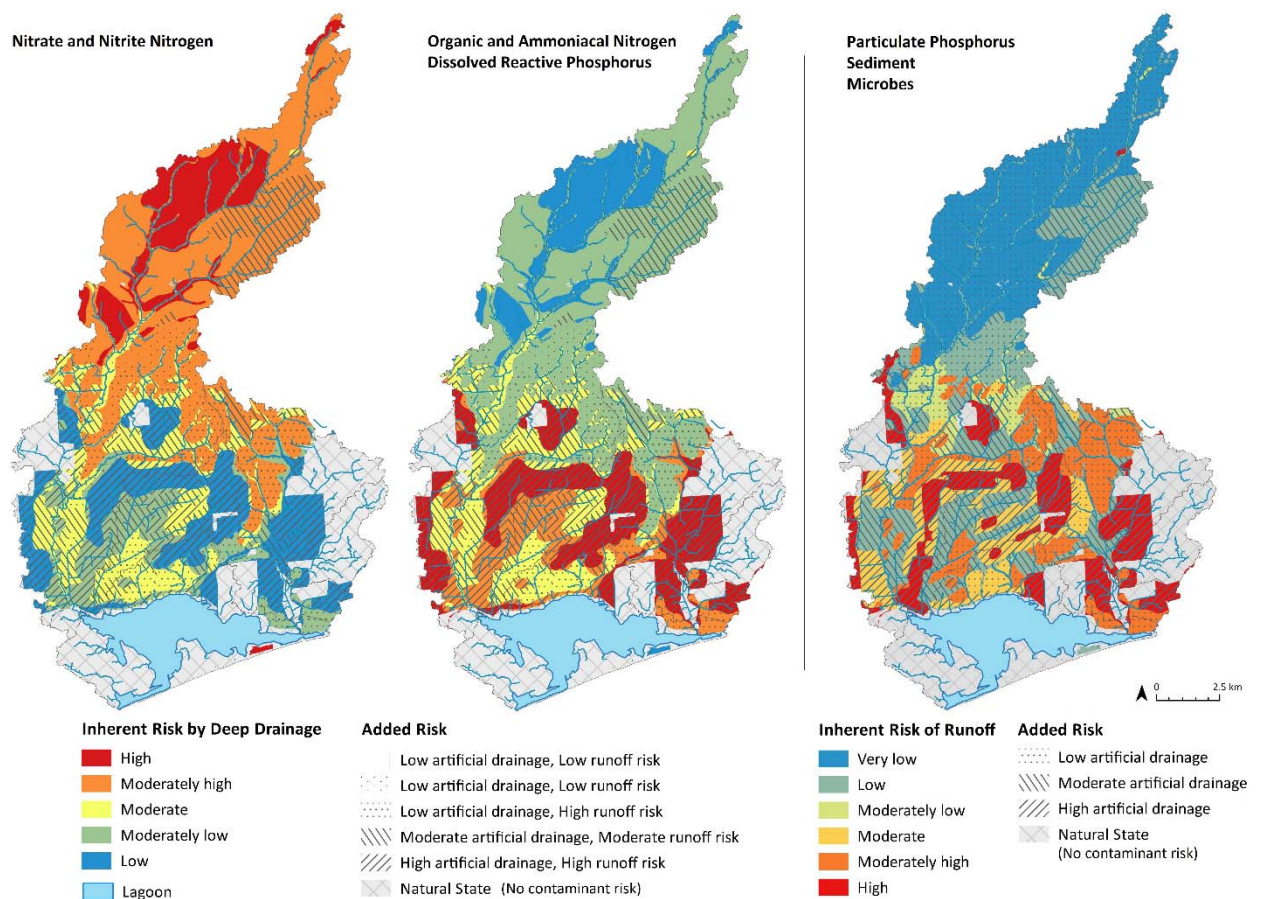 Nitrate and Nitrite Nitrogen
Organic and Ammoniacal Nitrogen
Dissolved Reactive Phosphorus
Particulate Phosphorus
Sediment
Microbes
0 2.5 km
Inherent Risk by Deep Drainage
High
Moderately high
Moderate
Moderately low
Low
Lagoon
Added Risk
Low artificial drainage, Low runoff risk
Low artificial drainage, Low runoff risk
Low artificial drainage, High runoff risk
Moderate artificial drainage, Moderate runoff risk
High artificial drainage, High runoff risk
Natural State (No contaminant risk)
Inherent Risk of Runoff
Very low
Low
Moderately low
Moderate
Moderately high
High
Added Risk
Low artificial drainage
Moderate artificial drainage
High artificial drainage
Natural State
(No contaminant risk)